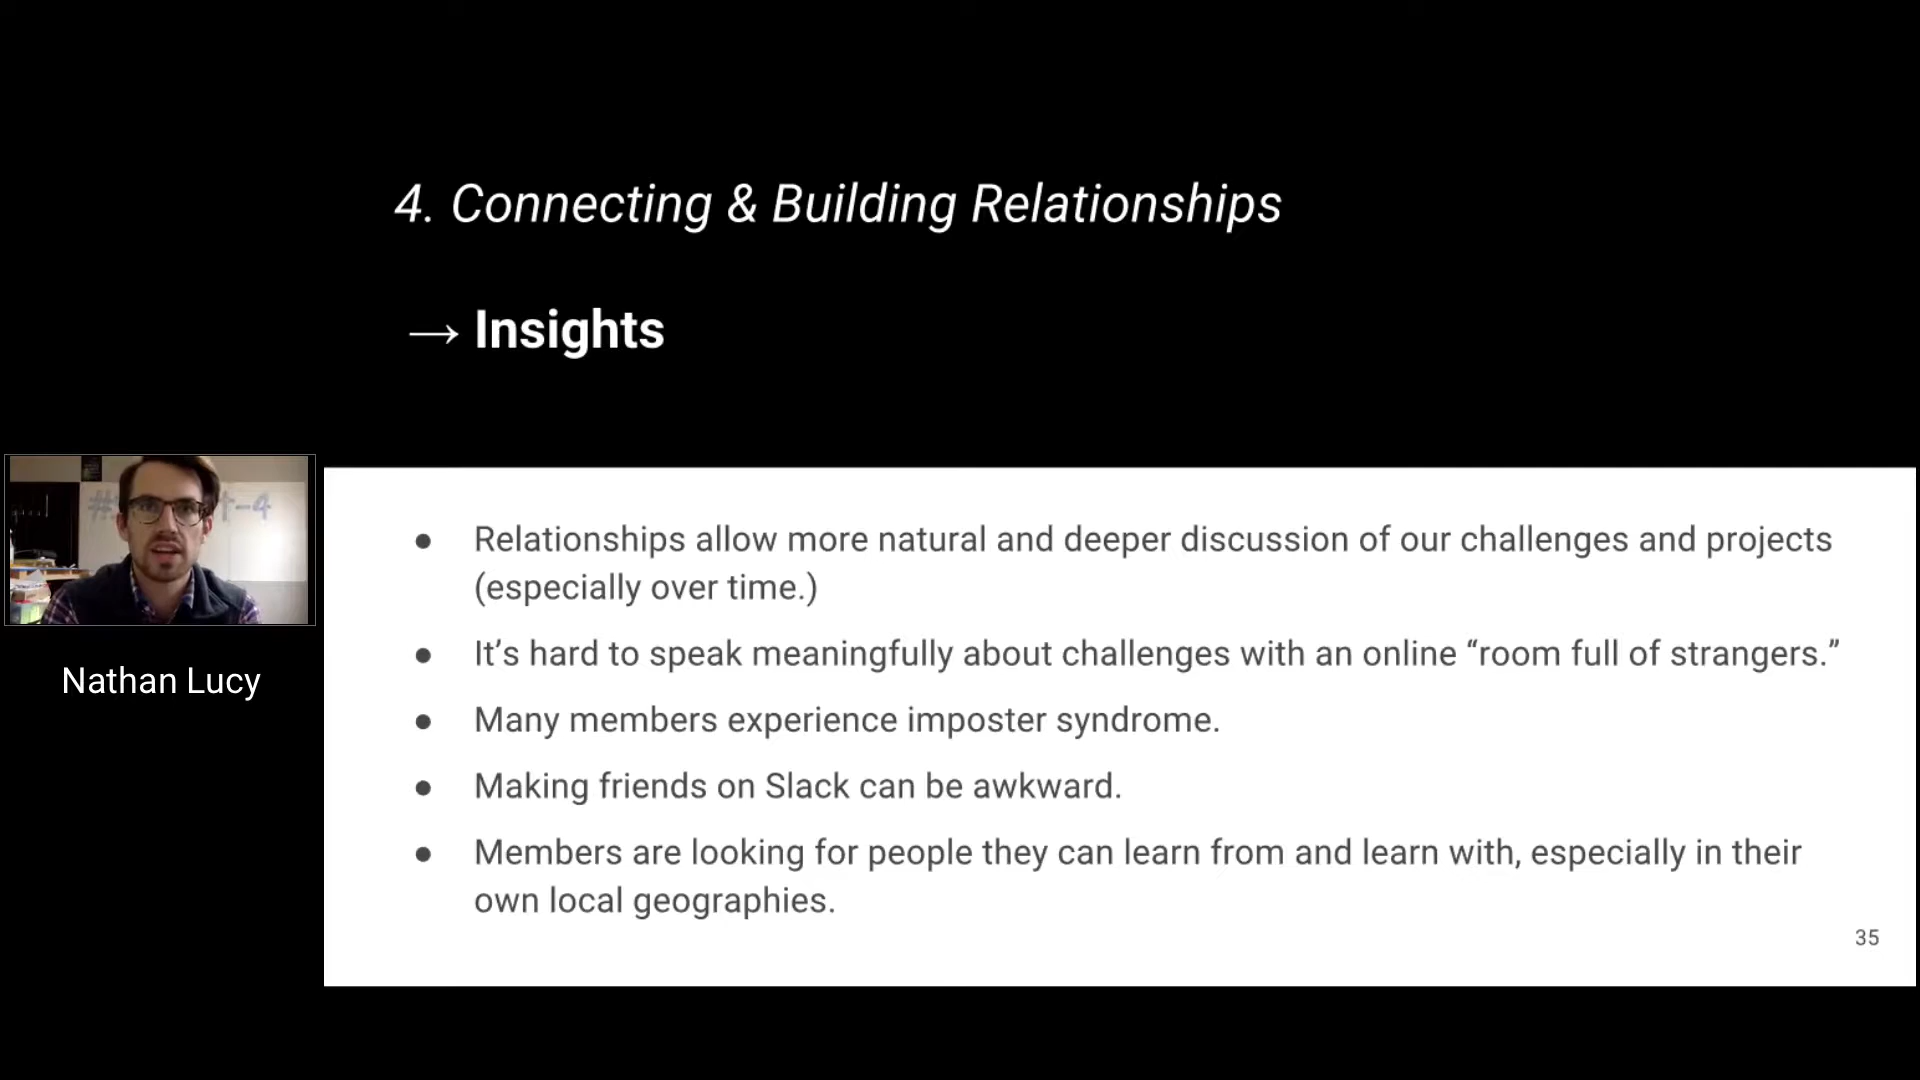 4. Connecting & Building Relationships
→ Insights
● Relationships allow more natural and deeper discussion of our challenges and projects
(especially over time.)
● It’s hard to speak meaningfully about challenges with an online “room full of strangers.”
● Many members experience imposter syndrome.
● Making friends on Slack can be awkward.
● Members are looking for people they can learn from and learn with, especially in their
own local geographies.
35
Nathan Lucy